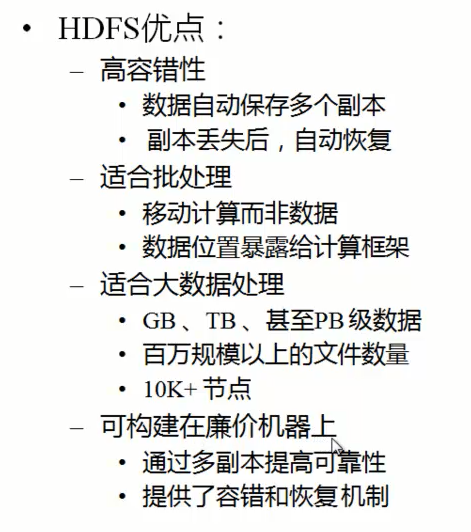 • HDFS优点：
– 高容错性
• 数据自动保存多个副本
• 副本丢失后，自动恢复
– 适合批处理
• 移动计算而非数据
• 数据位置暴露给计算框架
– 适合大数据处理
• GB 、TB 、甚至PB 级数据
• 百万规模以上的文件数量
• 10K+ 节点
– 可构建在廉价机器上
• 通过多副本提高可靠性
• 提供了容错和恢复机制